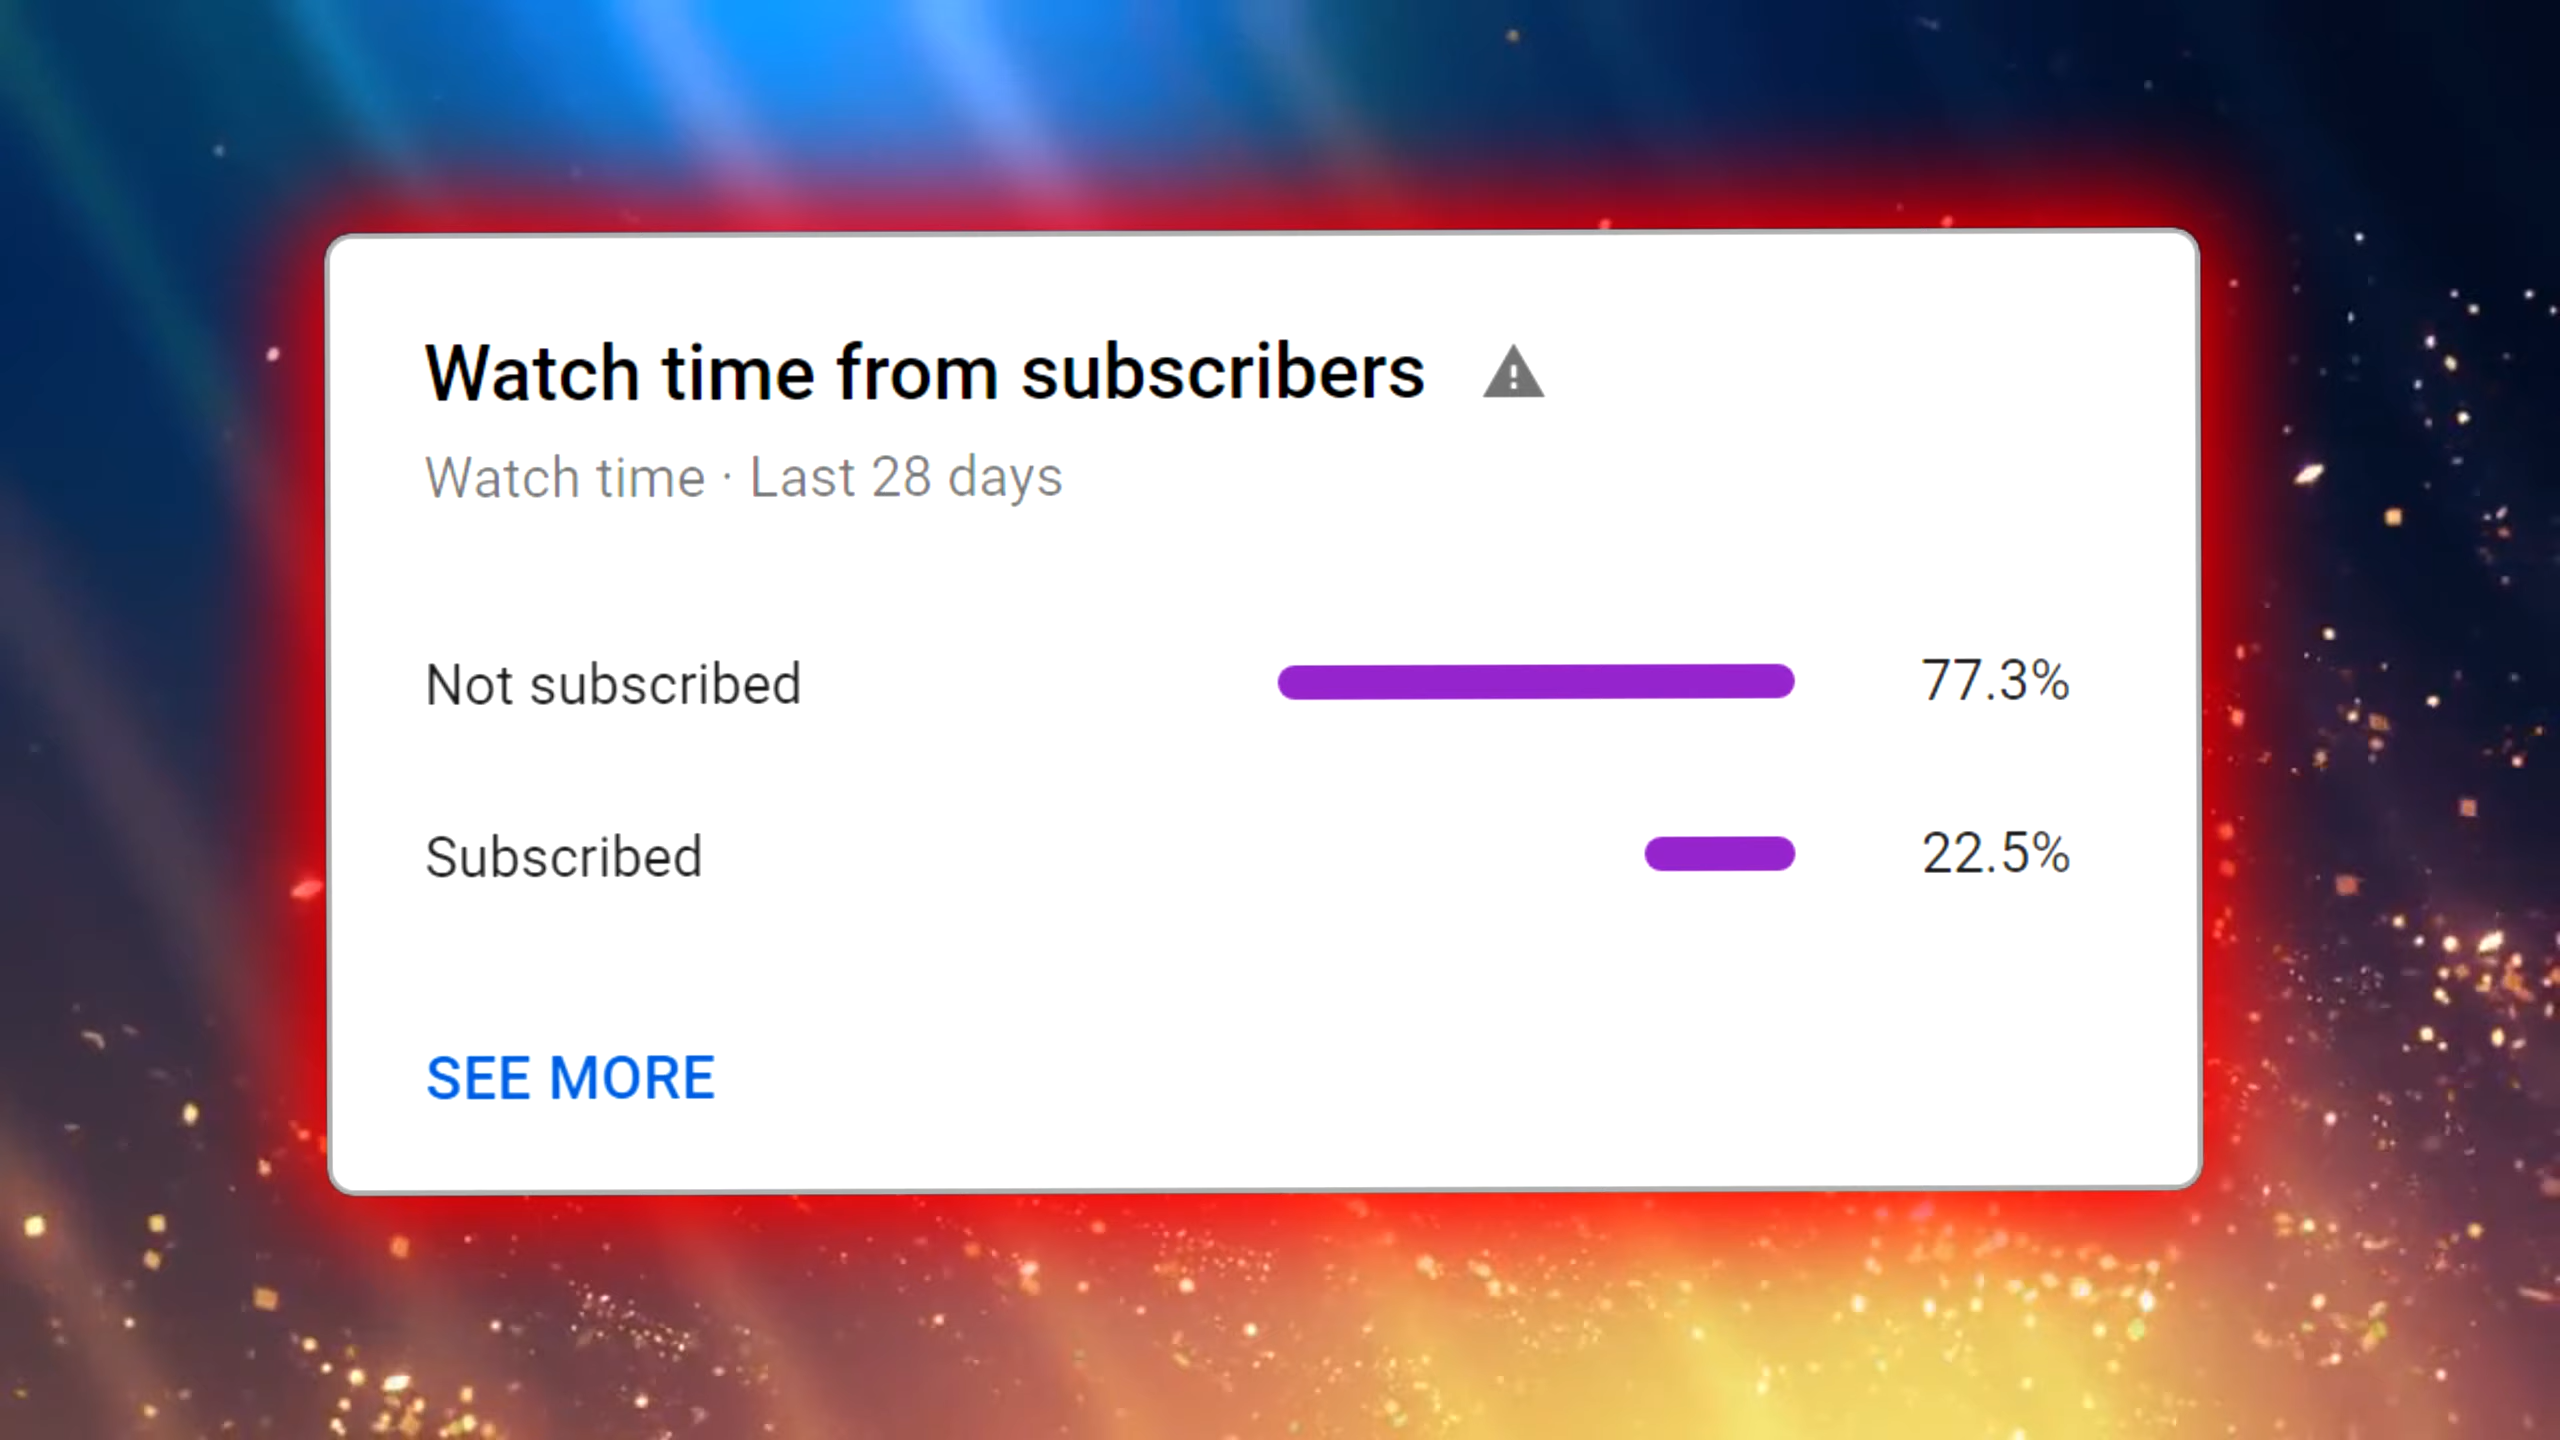 Watch time from subscribers
Watch time · Last 28 days
Not subscribed 77.3%
Subscribed 22.5%
SEE MORE